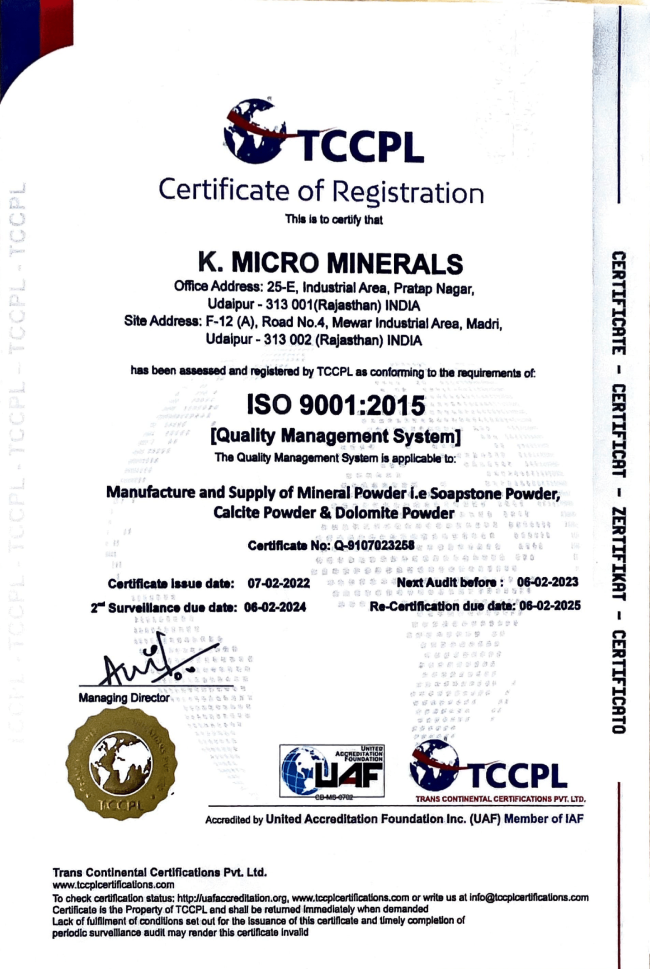 TCCPL
Certificate of Registration
This is to certify that
K. MICRO MINERALS
Office Address: 25-E, Industrial Area, Pratap Nagar,
Udaipur - 313 001(Rajasthan) INDIA
Site Address: F-12 (A), Road No.4, Mewar Industrial Area, Madri,
Udaipur - 313 002 (Rajasthan) INDIA
has been assessed and registered by TCCPL as conforming to the requirements of:
ISO 9001:2015
[Quality Management System]
The Quality Management System is applicable to:
Manufacture and Supply of Mineral Powder i.e Soapstone Powder,
Calcite Powder & Dolomite Powder
Certificate No: Q-9107023258
Certificate issue date: 07-02-2022 Next Audit before : 06-02-2023
2nd Surveillance due date: 06-02-2024 Re-Certification due date: 06-02-2025
Managing Director
TCCPL
UNITED
ACCREDITATION
FOUNDATION
UAF
CB-MS-0702
TCCPL
TRANS CONTINENTAL CERTIFICATIONS PVT. LTD.
Accredited by United Accreditation Foundation Inc. (UAF) Member of IAF
Trans Continental Certifications Pvt. Ltd.
www.tccplcertifications.com
To check certification status: http://uafaccreditation.org, www.tccplcertifications.com or write us at info@tccplcertifications.com
Certificate is the Property of TCCPL and shall be returned immediately when demanded
Lack of fulfilment of conditions set out for the issuance of this certificate and timely completion of
periodic surveillance audit may render this certificate invalid
CERTIFICATE - CERTIFICAT - ZERTIFIKAT - CERTIFICATO
TCCPL - TCCPL - TCCPL - TCCPL